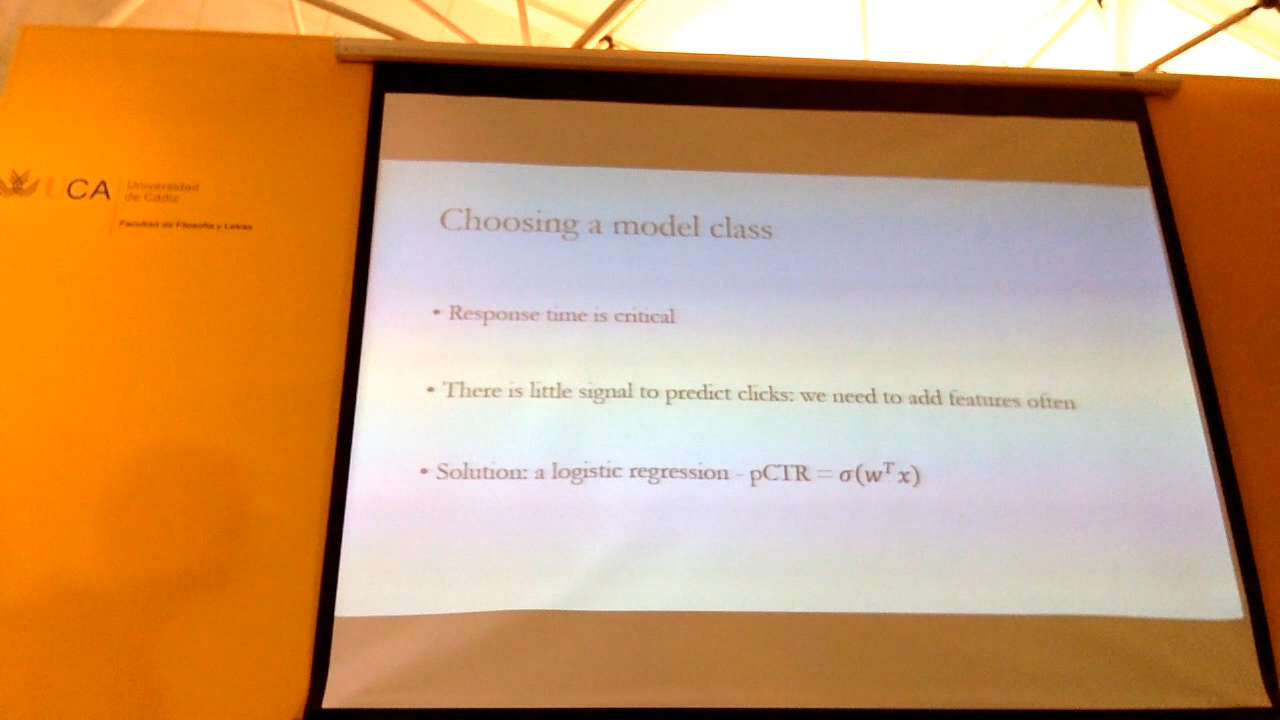 CA
Universidad
de Cádiz
Facultad de Filosofía y Letras
Choosing a model class
• Response time is critical
• There is little signal to predict clicks: we need to add features often
• Solution: a logistic regression - pCTR = σ(wᵀx)